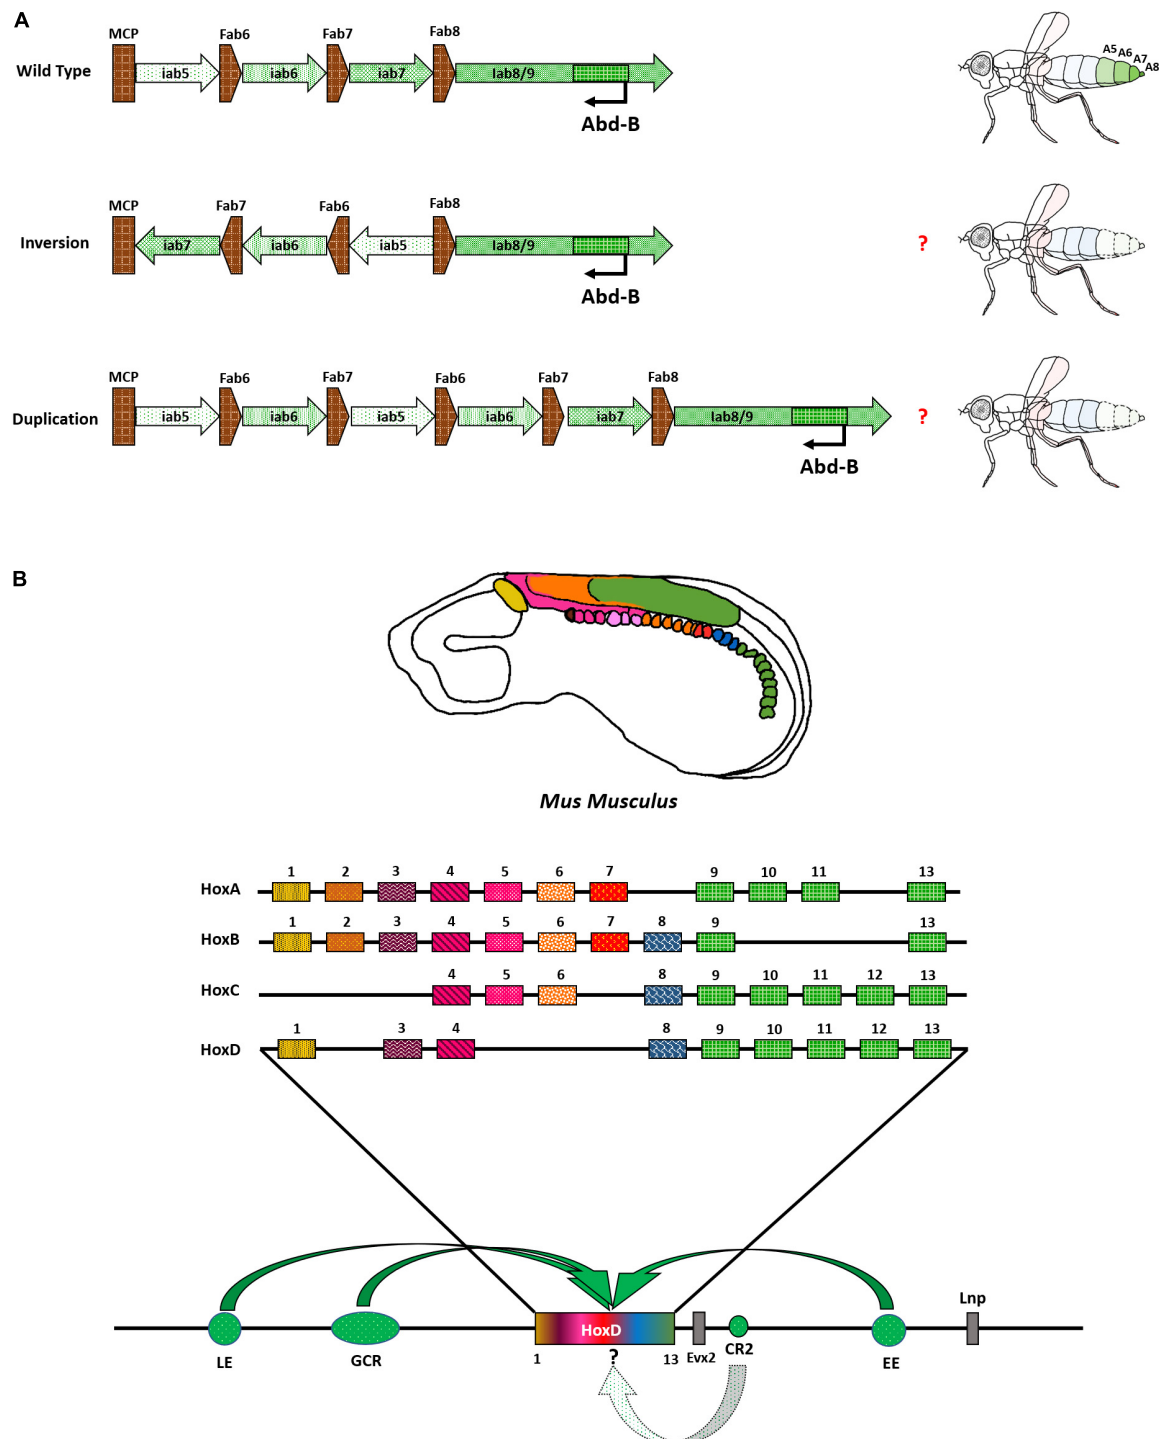 A
MCP Fab6 Fab7 Fab8
Wild Type iab5 iab6 iab7 Iab8/9
Abd-B
A5 A6 A7 A8
MCP Fab7 Fab6 Fab8
Inversion iab7 iab6 iab5 Iab8/9 ?
Abd-B
MCP Fab6 Fab7 Fab6 Fab7 Fab8
Duplication iab5 iab6 iab5 iab6 iab7 Iab8/9 ?
Abd-B
B
Mus Musculus
1 2 3 4 5 6 7 9 10 11 13
HoxA
1 2 3 4 5 6 7 8 9 13
HoxB
4 5 6 8 9 10 11 12 13
HoxC
1 3 4 8 9 10 11 12 13
HoxD
Lnp
HoxD
LE GCR 1 ? 13 Evx2 CR2 EE